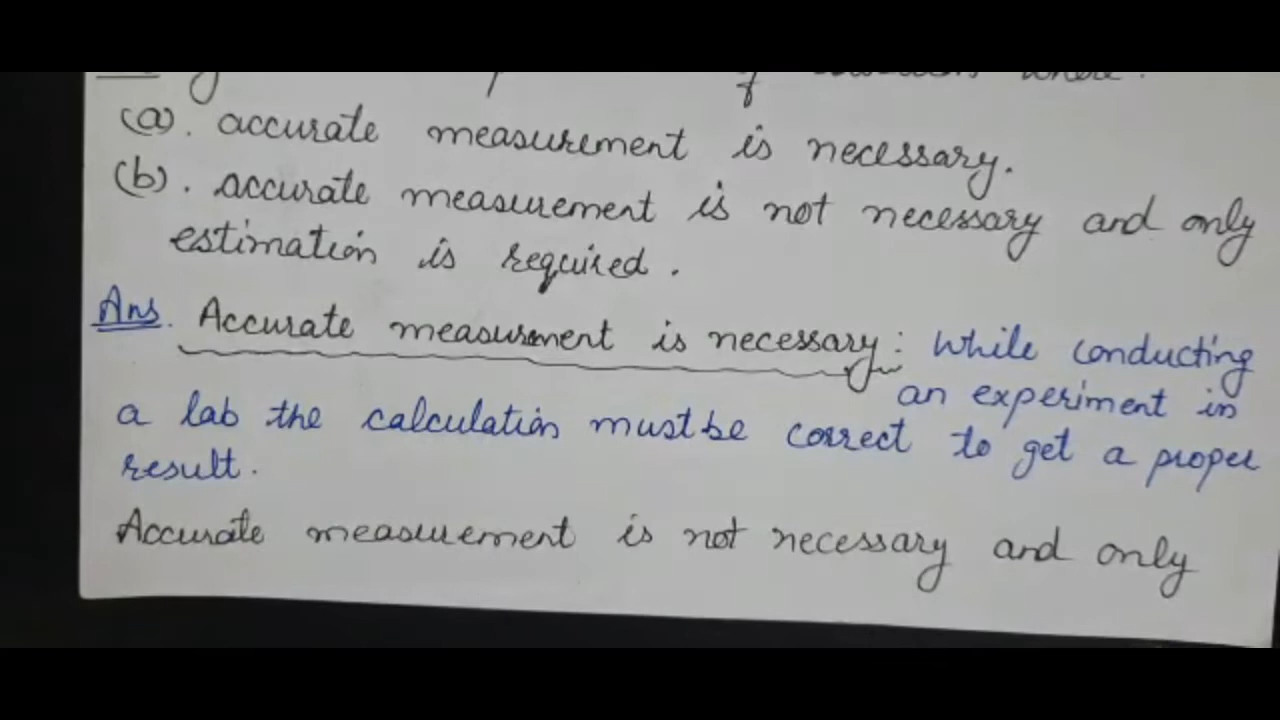 where.
(a). accurate measurement is necessary.
(b). accurate measurement is not necessary and only
estimation is required.
Ans. Accurate measurement is necessary: While conducting
an experiment in
a lab the calculation must be correct to get a proper
result.
Accurate measurement is not necessary and only